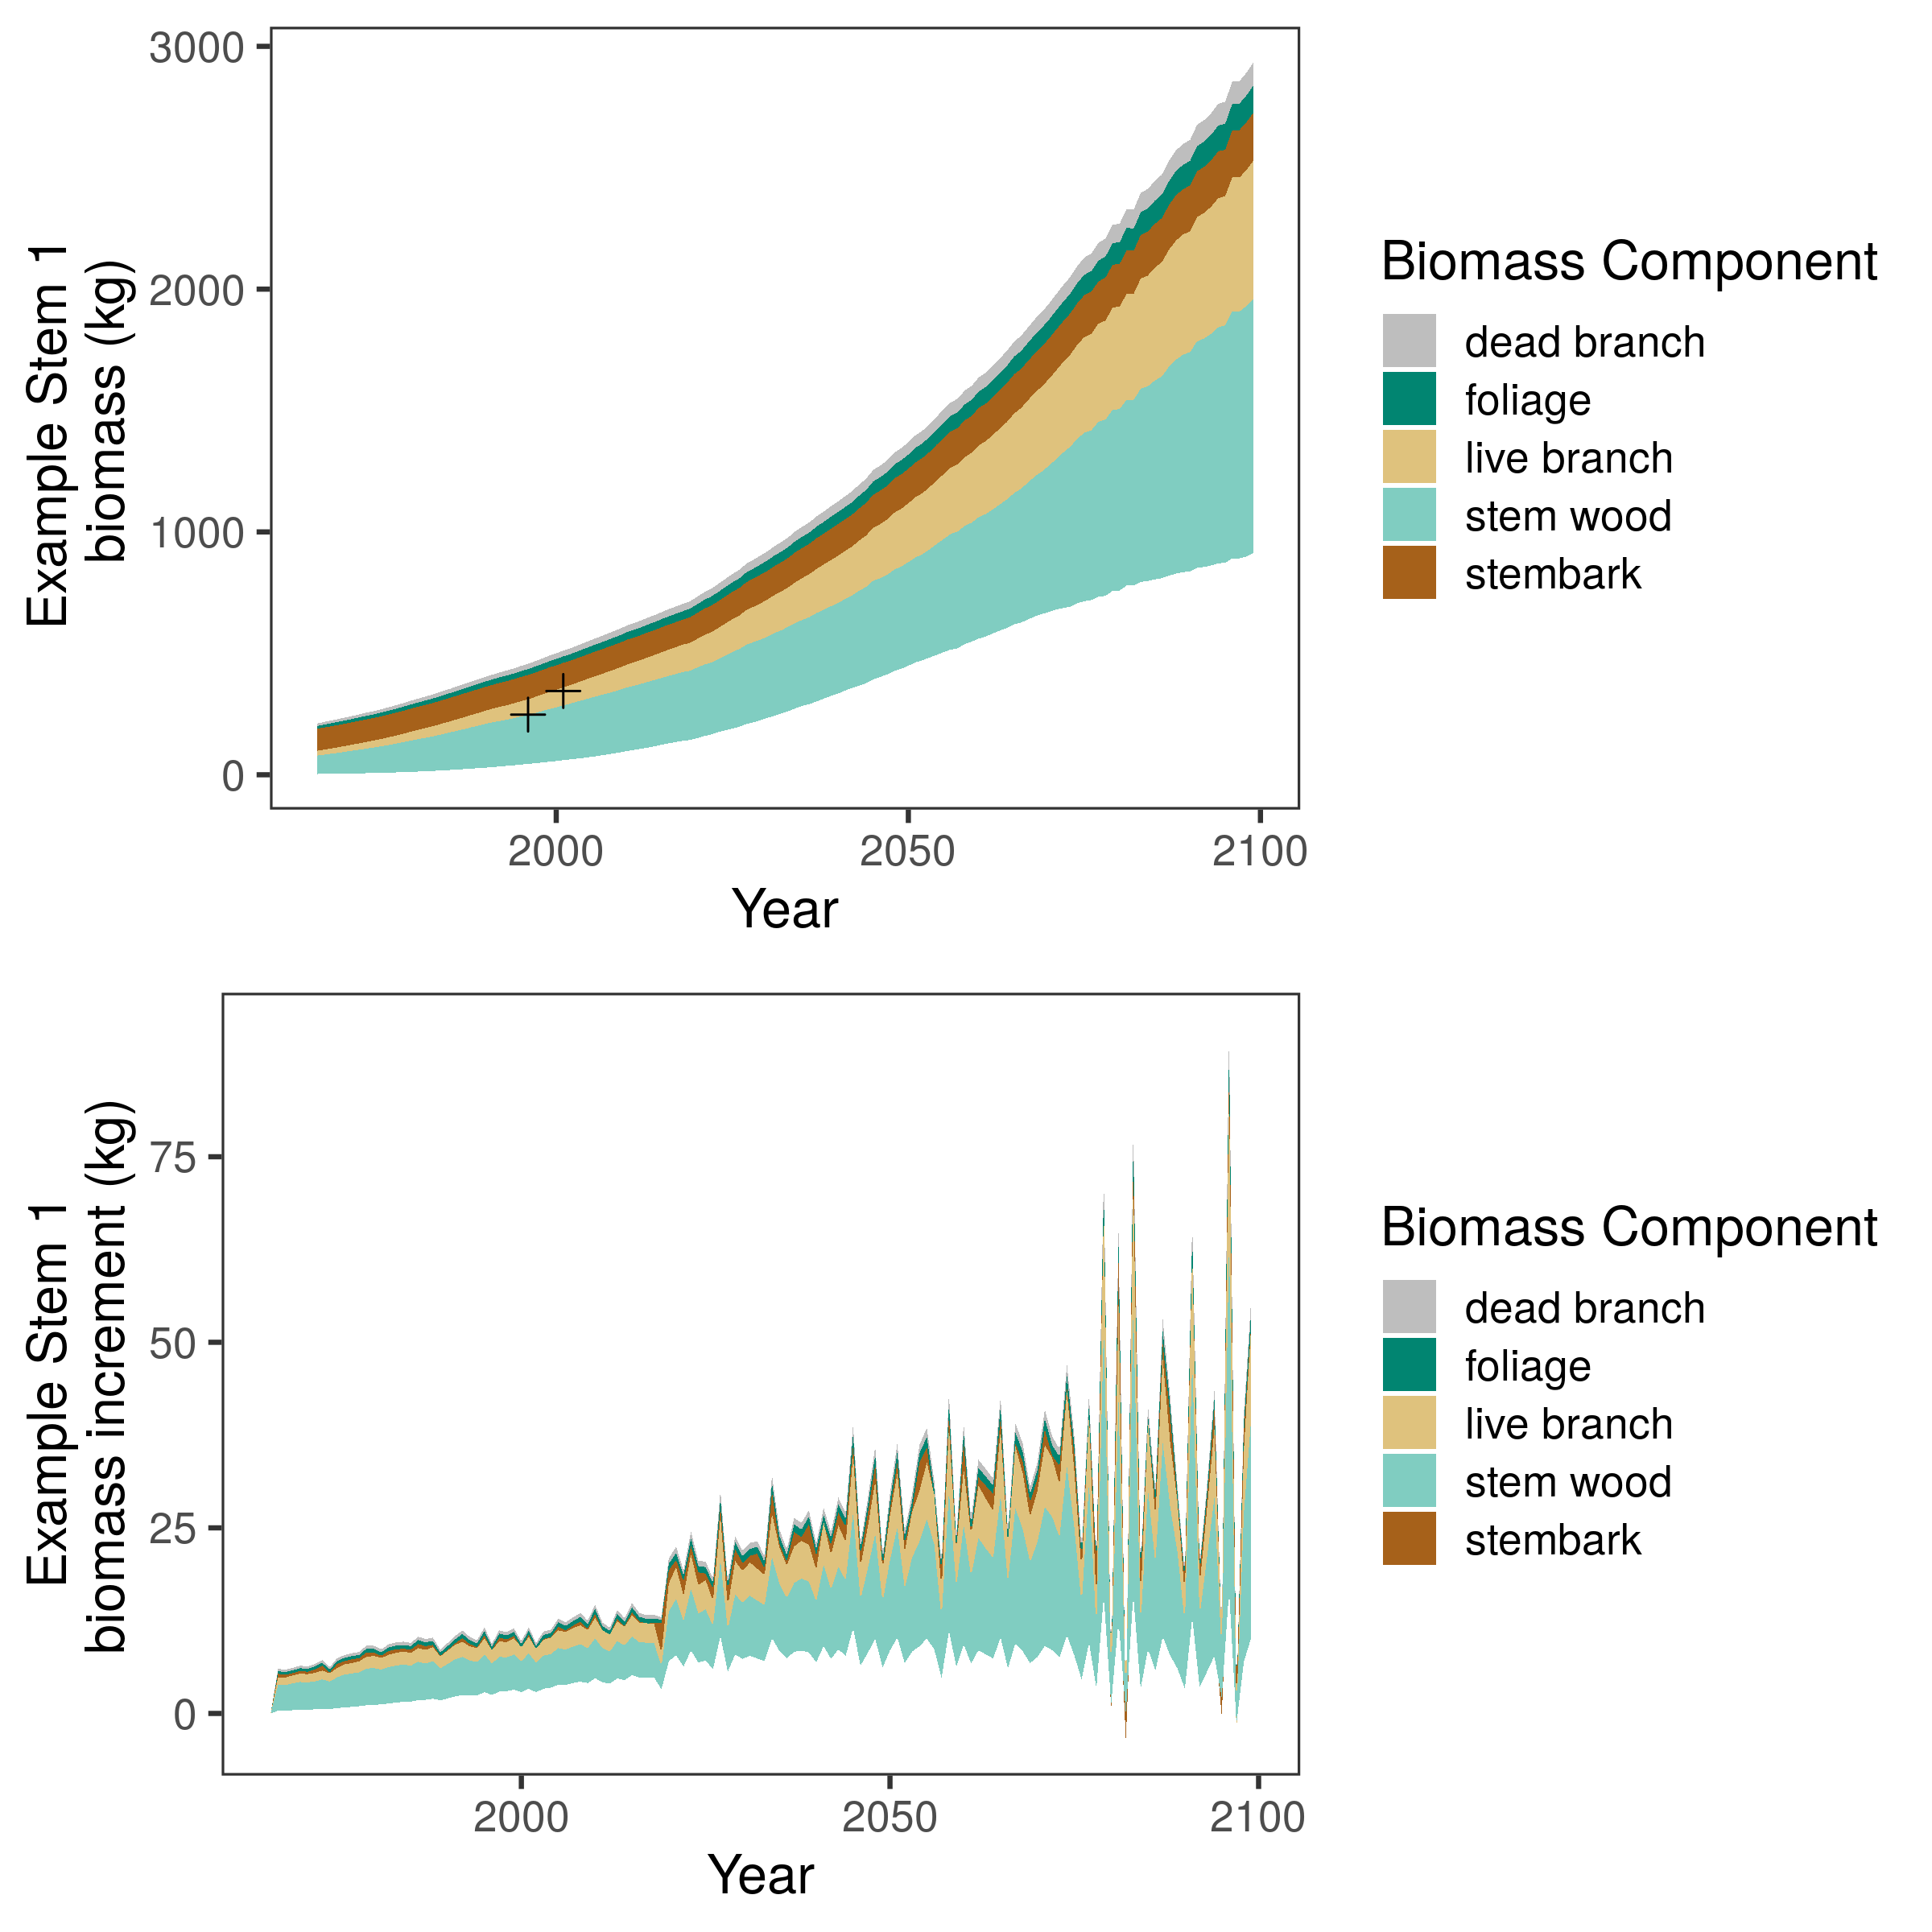 Example Stem 1
biomass (kg)
3000
2000
1000
0
2000
2050
2100
Year
Biomass Component
dead branch
foliage
live branch
stem wood
stembark
Example Stem 1
biomass increment (kg)
75
50
25
0
2000
2050
2100
Year
Biomass Component
dead branch
foliage
live branch
stem wood
stembark